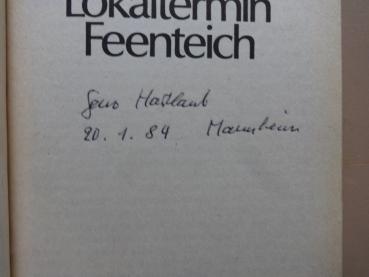 Lokaltermin
Feenteich
Geno Hartlaub
20. 1. 84 Mannheim